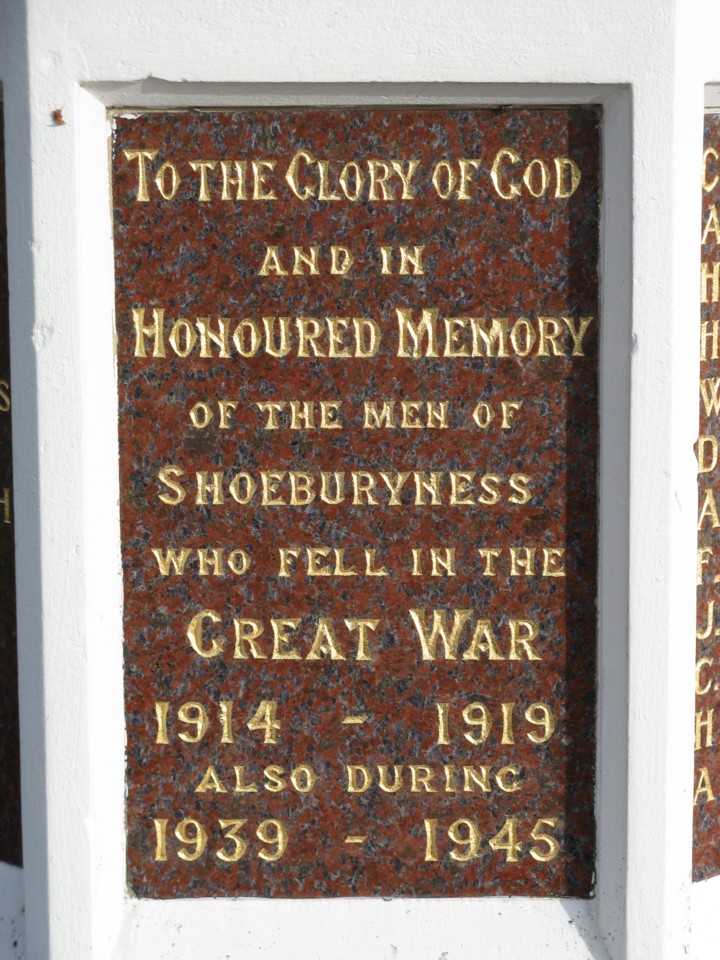 TO THE GLORY OF GOD
AND IN
HONOURED MEMORY
OF THE MEN OF
SHOEBURYNESS
WHO FELL IN THE
GREAT WAR
1914 - 1919
ALSO DURING
1939 - 1945
S
H
C
A
H
H
W
D
A
F.
J.
C.
H
A